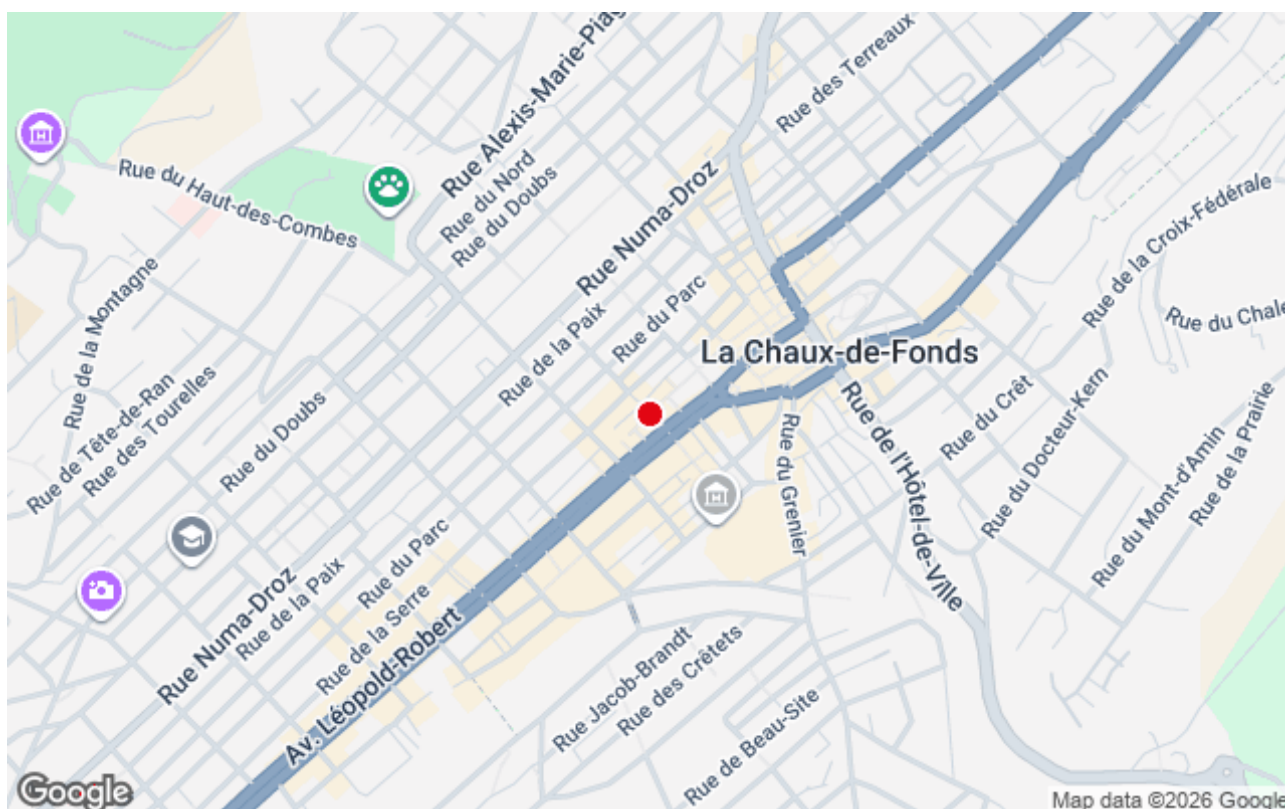 Rue Alexis-Marie-Piag
Rue des Terreaux
Rue du Haut-des-Combes
Rue du Nord
Rue du Doubs
Rue Numa-Droz
Rue de la Croix-Fédérale
Rue de la Montagne
Rue du Parc
Rue de la Paix
Rue du Chale
La Chaux-de-Fonds
Rue de Tête-de-Ran
Rue des Tourelles
Rue du Doubs
Rue du Crêt
Rue du Docteur-Kern
Rue de l'Hôtel-de-Ville
Rue du Grenier
Rue du Mont-d'Amin
Rue de la Prairie
Rue du Parc
Rue de la Paix
Rue Numa-Droz
Rue de la Serre
Av. Léopold-Robert
Rue Jacob-Brandt
Rue des Crêtets
Rue de Beau-Site
Google
Map data ©2026 Google